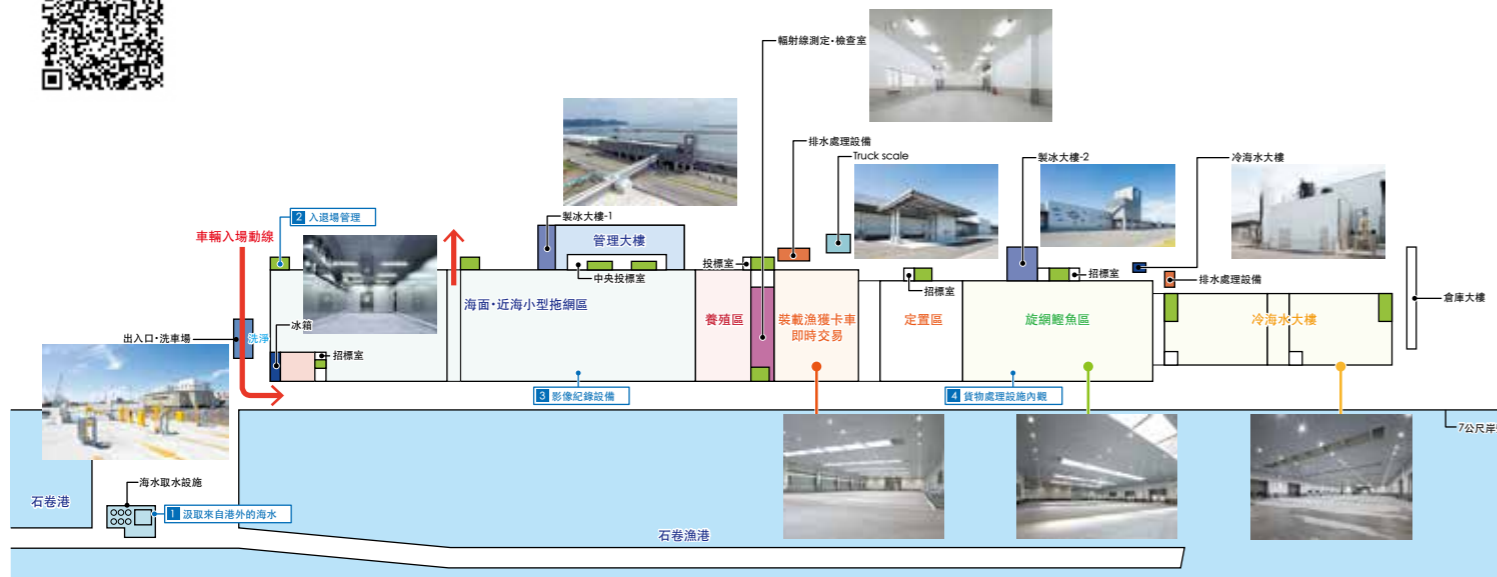 輻射線測定・檢查室
排水處理設備
Truck scale
製冰大樓-2
冷海水大樓
2 入退場管理
製冰大樓-1
車輛入場動線
管理大樓
投標室
中央投標室
招標室
招標室
排水處理設備
倉庫大樓
海面・近海小型拖網區
養殖區
裝載漁獲卡車
即時交易
定置區
旋網鰹魚區
冷海水大樓
出入口・洗車場
洗淨
冰箱
招標室
3 影像紀錄設備
4 貨物處理設施內觀
7公尺岸
海水取水設施
石卷港
1 汲取來自港外的海水
石卷漁港